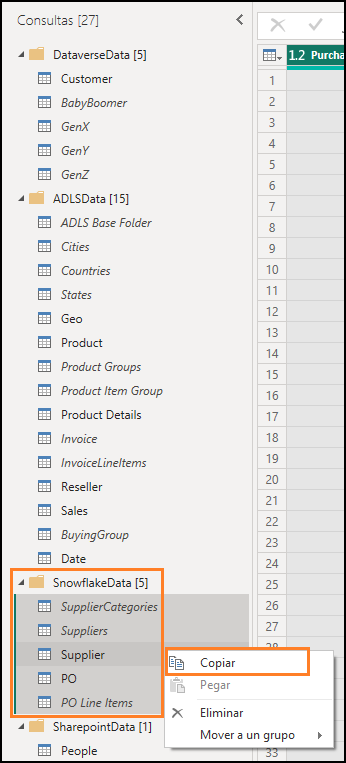 Consultas [27]
DataverseData [5]
Customer
BabyBoomer
GenX
GenY
GenZ
ADLSData [15]
ADLS Base Folder
Cities
Countries
States
Geo
Product
Product Groups
Product Item Group
Product Details
Invoice
InvoiceLineItems
Reseller
Sales
BuyingGroup
Date
SnowflakeData [5]
SupplierCategories
Suppliers
Supplier
PO
PO Line Items
SharepointData [1]
People
1.2 Purcha
1
2
3
4
5
6
7
8
9
10
11
12
13
14
15
16
17
18
19
20
21
22
23
24
25
26
27
28
Copiar
Pegar
Eliminar
Mover a un grupo
33